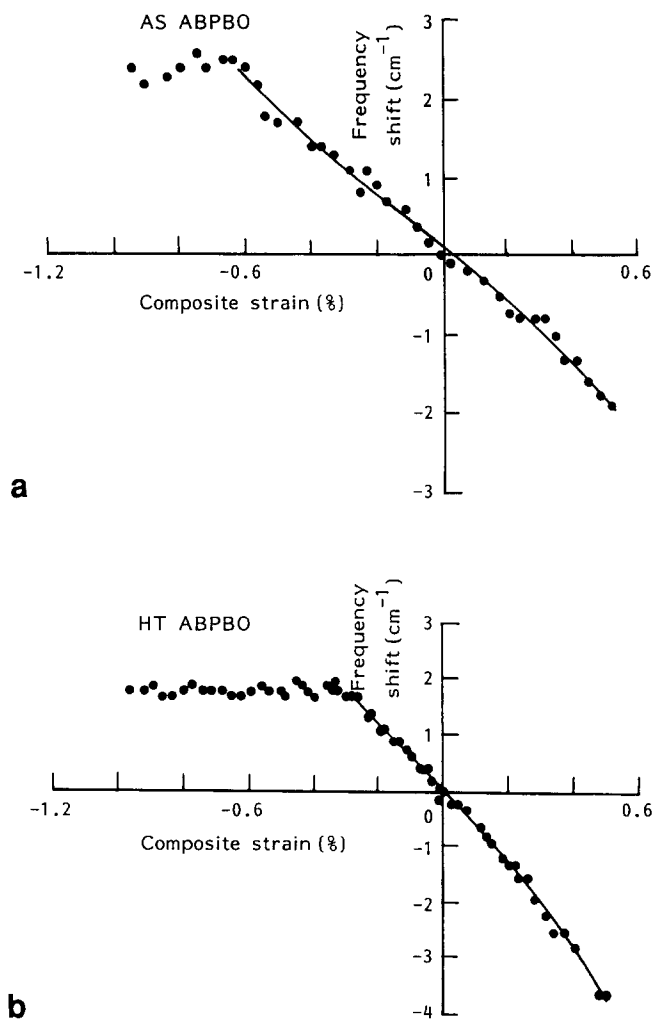 AS ABPBO
Frequency
shift (cm⁻¹)
3
2
1
-1.2
-0.6
0
0.6
Composite strain (%)
-1
-2
-3
a
HT ABPBO
Frequency
shift (cm⁻¹)
3
2
1
-1.2
-0.6
0
0.6
Composite strain (%)
-1
-2
-3
-4
b